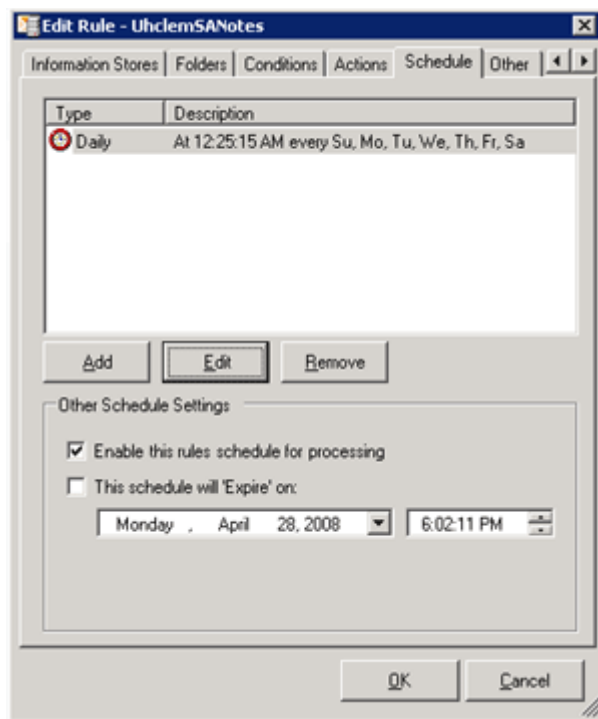 Edit Rule - UhclemSANotes
Information Stores Folders Conditions Actions Schedule Other
Type Description
Daily At 12:25:15 AM every Su, Mo, Tu, We, Th, Fr, Sa
Add Edit Remove
Other Schedule Settings
Enable this rules schedule for processing
This schedule will 'Expire' on:
Monday , April 28, 2008 6:02:11 PM
OK Cancel